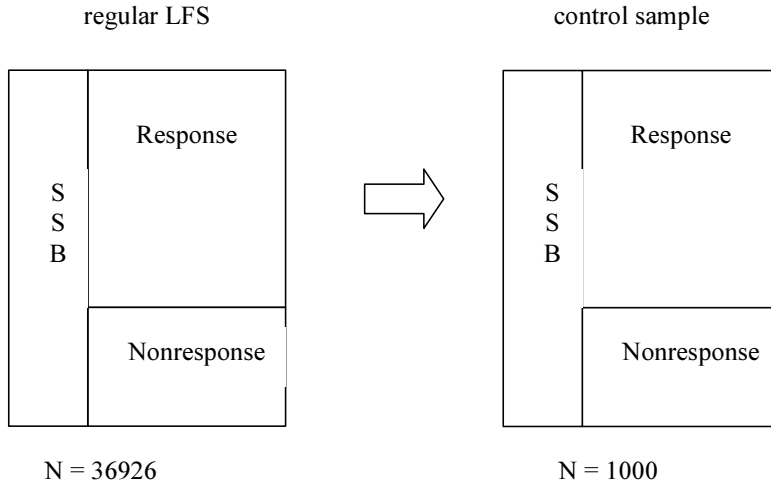 regular LFS
control sample
Response
Response
S
S
B
S
S
B
Nonresponse
Nonresponse
N = 36926
N = 1000